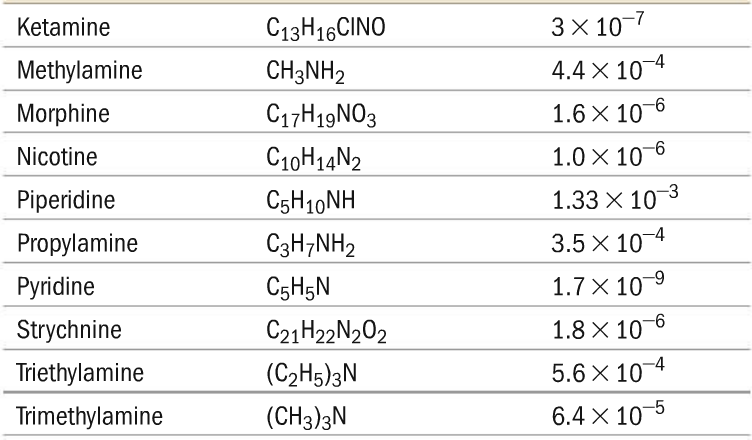 Ketamine C₁₃H₁₆ClNO 3 × 10⁻⁷
Methylamine CH₃NH₂ 4.4 × 10⁻⁴
Morphine C₁₇H₁₉NO₃ 1.6 × 10⁻⁶
Nicotine C₁₀H₁₄N₂ 1.0 × 10⁻⁶
Piperidine C₅H₁₀NH 1.33 × 10⁻³
Propylamine C₃H₇NH₂ 3.5 × 10⁻⁴
Pyridine C₅H₅N 1.7 × 10⁻⁹
Strychnine C₂₁H₂₂N₂O₂ 1.8 × 10⁻⁶
Triethylamine (C₂H₅)₃N 5.6 × 10⁻⁴
Trimethylamine (CH₃)₃N 6.4 × 10⁻⁵